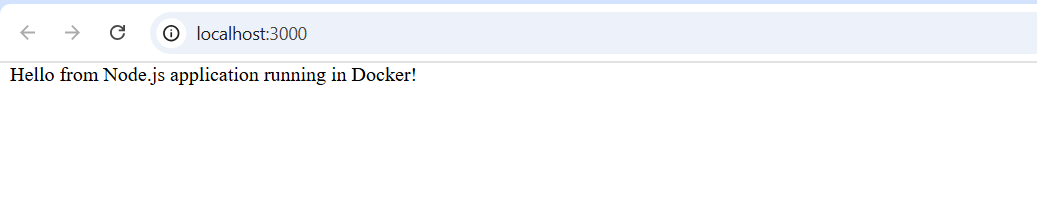 localhost:3000
Hello from Node.js application running in Docker!